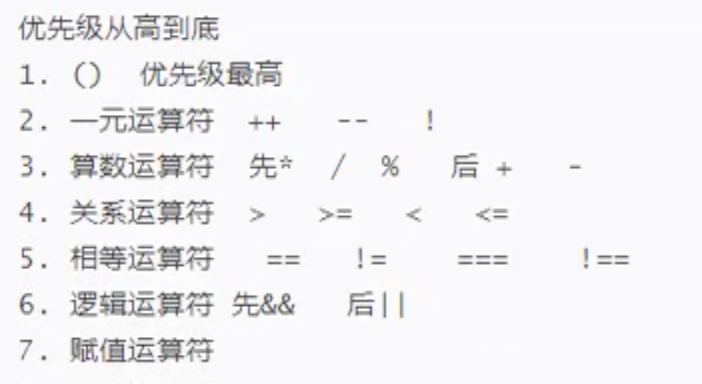 优先级从高到底
1. () 优先级最高
2. 一元运算符 ++ -- !
3. 算数运算符 先* / % 后 + -
4. 关系运算符 > >= < <=
5. 相等运算符 == != === !==
6. 逻辑运算符 先&& 后||
7. 赋值运算符